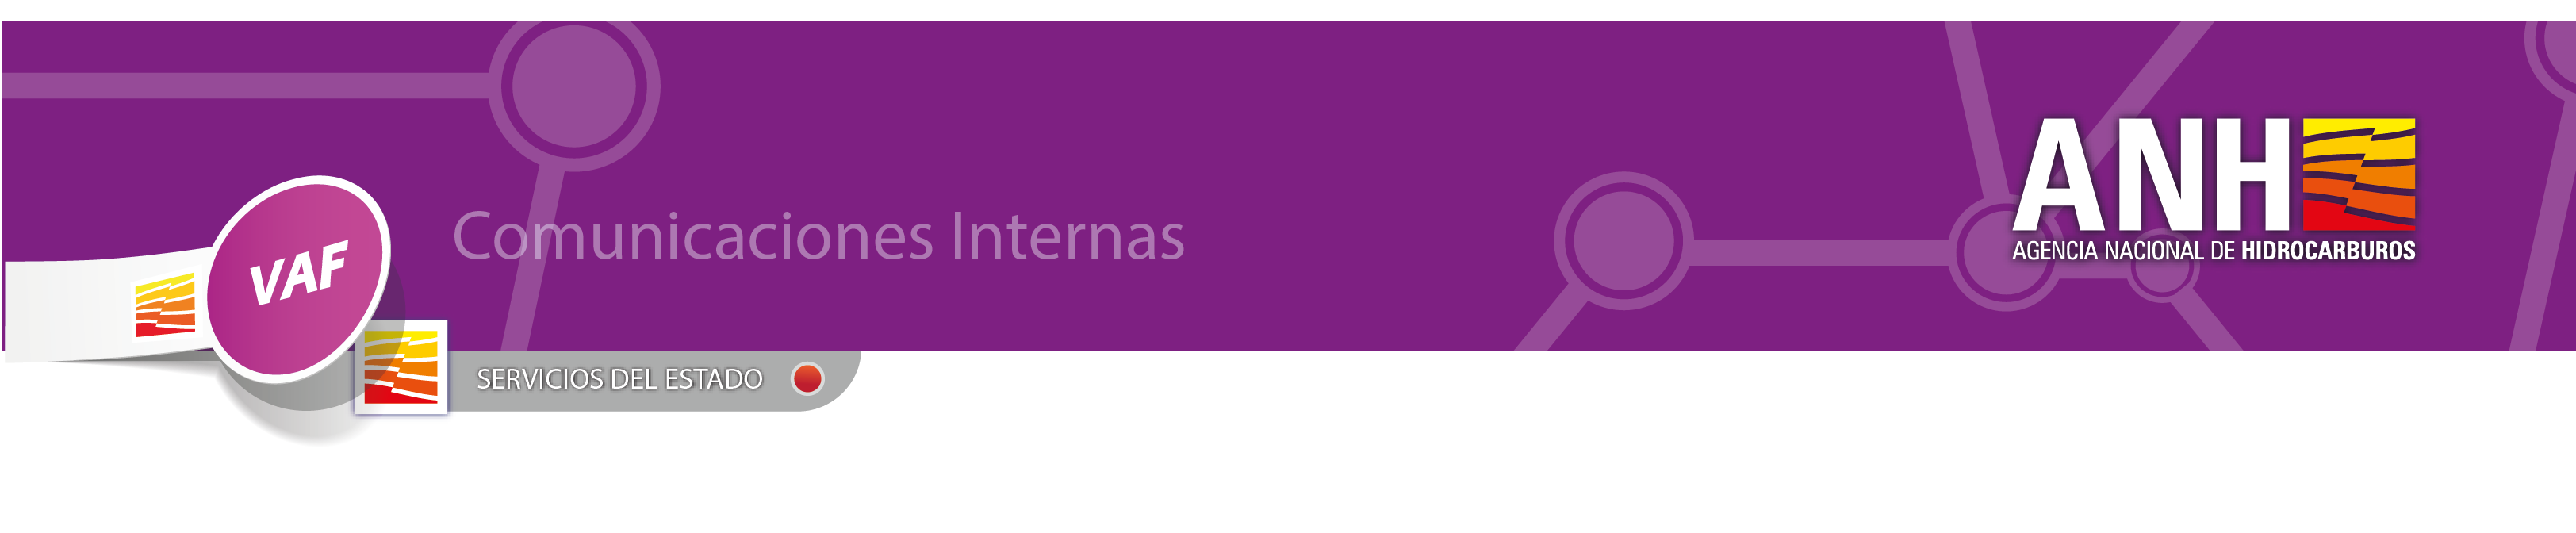 Comunicaciones Internas
VAF
SERVICIOS DEL ESTADO
ANH
AGENCIA NACIONAL DE HIDROCARBUROS